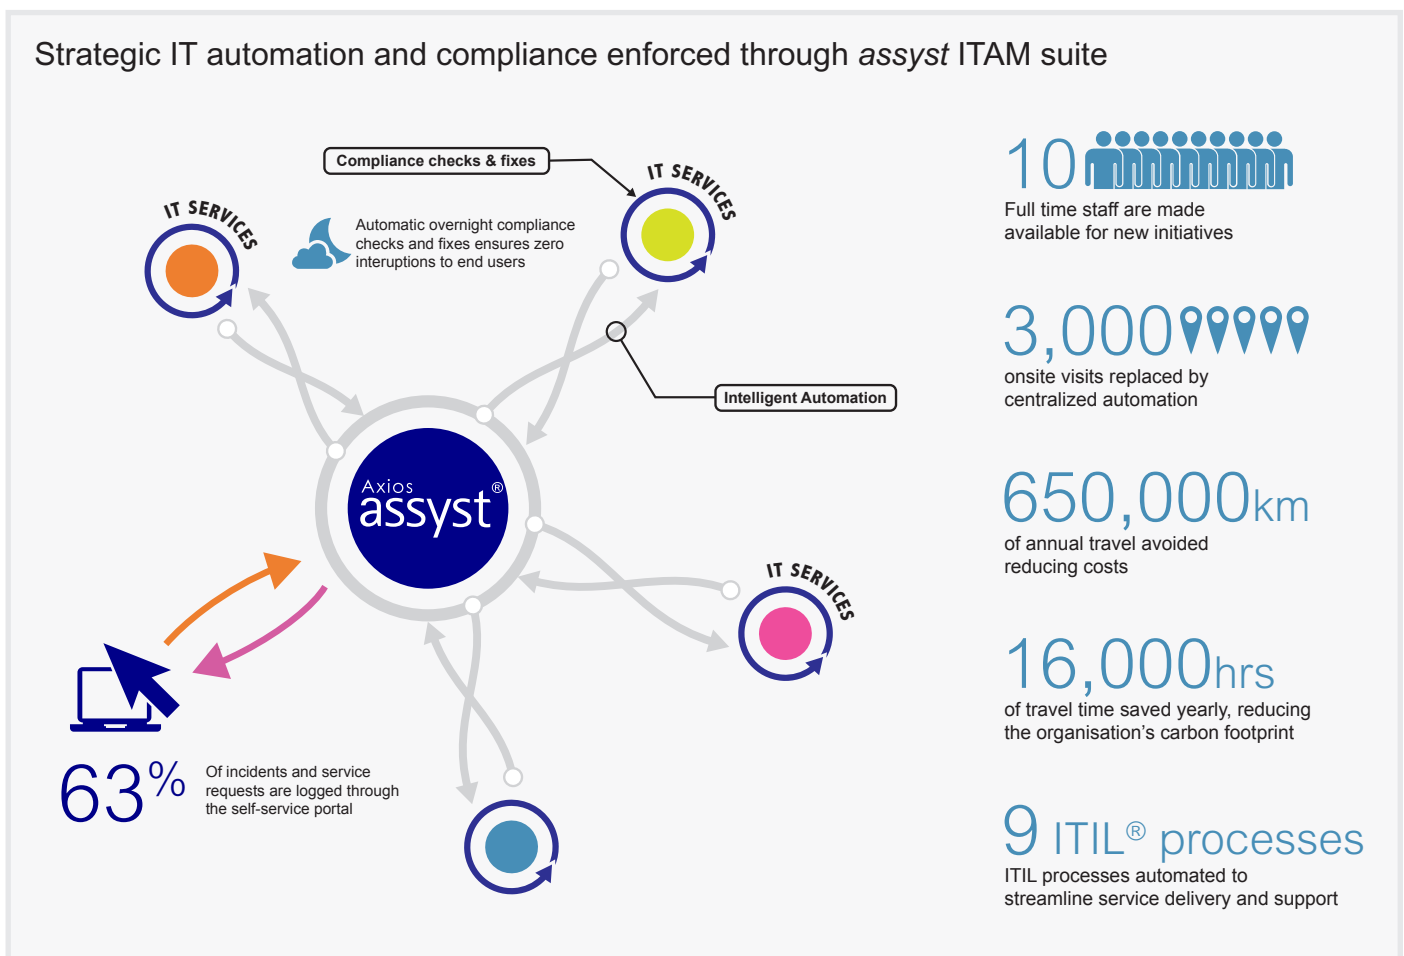 Strategic IT automation and compliance enforced through assyst ITAM suite
Compliance checks & fixes
IT SERVICES
IT SERVICES
Automatic overnight compliance
checks and fixes ensures zero
interuptions to end users
Intelligent Automation
Axios
assyst®
IT SERVICES
63%
Of incidents and service
requests are logged through
the self-service portal
10
Full time staff are made
available for new initiatives
3,000
onsite visits replaced by
centralized automation
650,000km
of annual travel avoided
reducing costs
16,000hrs
of travel time saved yearly, reducing
the organisation's carbon footprint
9 ITIL® processes
ITIL processes automated to
streamline service delivery and support